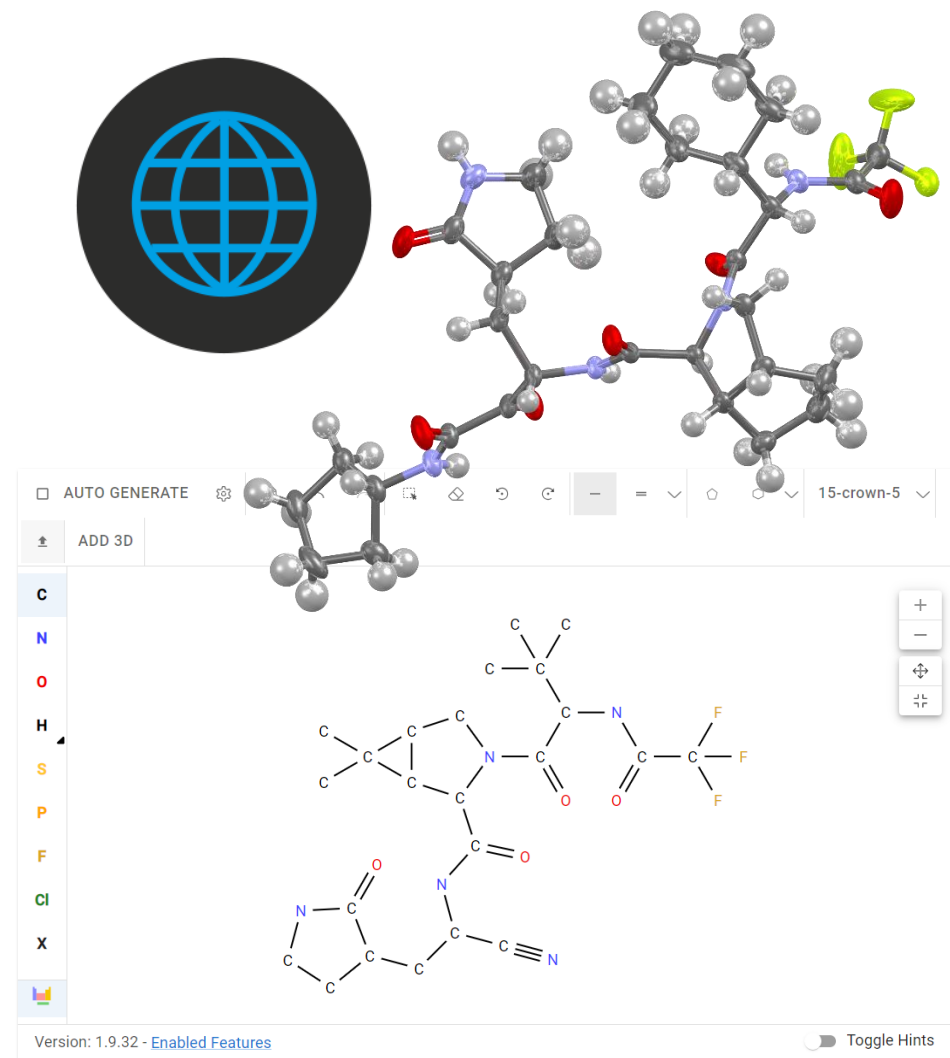 AUTO GENERATE
15-crown-5
ADD 3D
C
N
O
H
S
P
F
Cl
X
C C
C C
C N F
C C
C C N C C C F
C C O O F
C
C O
O
N
N C
C
C C C N
C
C
Version: 1.9.32 - Enabled Features
Toggle Hints